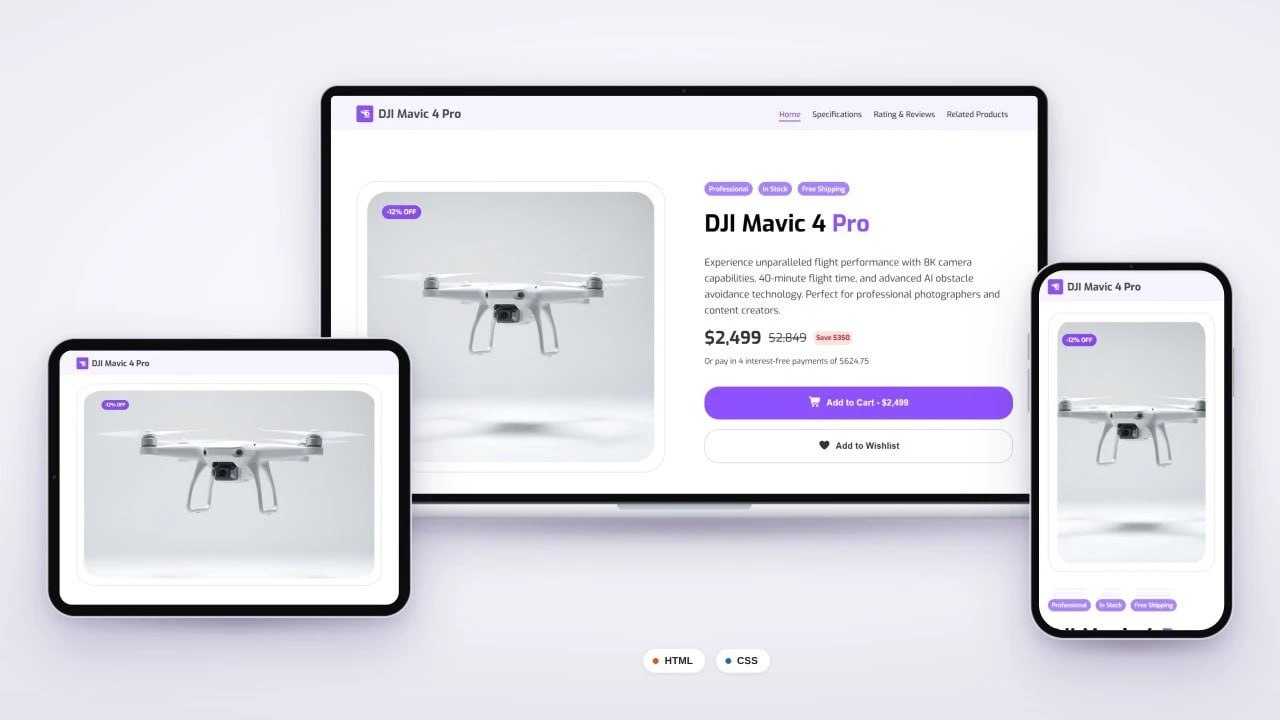 DJI Mavic 4 Pro
Home Specifications Rating & Reviews Related Products
-12% OFF
Professional In Stock Free Shipping
DJI Mavic 4 Pro
Experience unparalleled flight performance with 8K camera
capabilities, 40-minute flight time, and advanced AI obstacle
avoidance technology. Perfect for professional photographers and
content creators.
$2,499 $2,849 Save $350
Or pay in 4 interest-free payments of $624.75
Add to Cart - $2,499
Add to Wishlist
DJI Mavic 4 Pro
-12% OFF
DJI Mavic 4 Pro
-12% OFF
Professional In Stock Free Shipping
HTML CSS